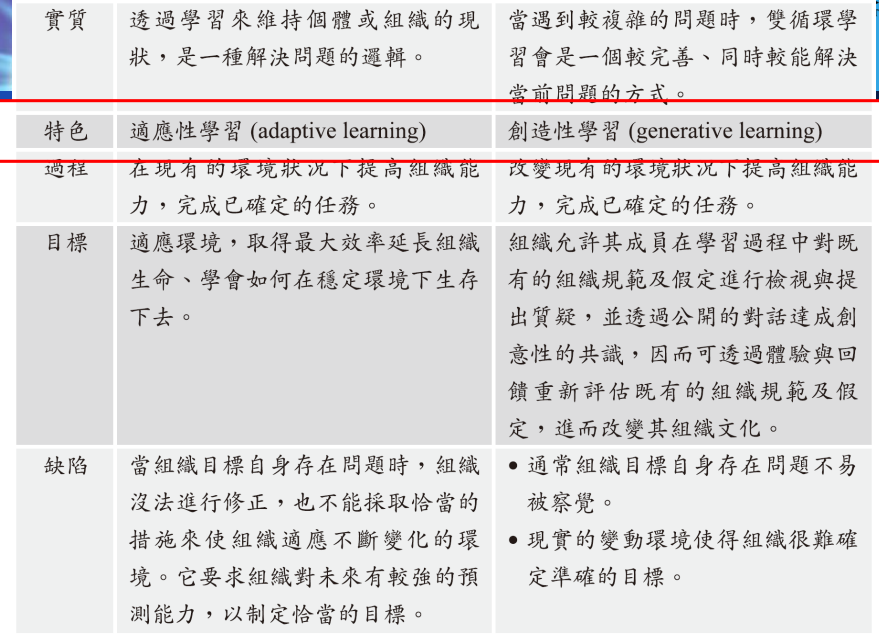 實質
透過學習來維持個體或組織的現
狀，是一種解決問題的邏輯。
當遇到較複雜的問題時，雙循環學
習會是一個較完善、同時較能解決
當前問題的方式。
特色
適應性學習 (adaptive learning)
創造性學習 (generative learning)
過程
在現有的環境狀況下提高組織能
力，完成已確定的任務。
改變現有的環境狀況下提高組織能
力，完成已確定的任務。
目標
適應環境，取得最大效率延長組織
生命、學會如何在穩定環境下生存
下去。
組織允許其成員在學習過程中對既
有的組織規範及假定進行檢視與提
出質疑，並透過公開的對話達成創
意性的共識，因而可透過體驗與回
饋重新評估既有的組織規範及假
定，進而改變其組織文化。
缺陷
當組織目標自身存在問題時，組織
沒法進行修正，也不能採取恰當的
措施來使組織適應不斷變化的環
境。它要求組織對未來有較強的預
測能力，以制定恰當的目標。
• 通常組織目標自身存在問題不易
被察覺。
• 現實的變動環境使得組織很難確
定準確的目標。